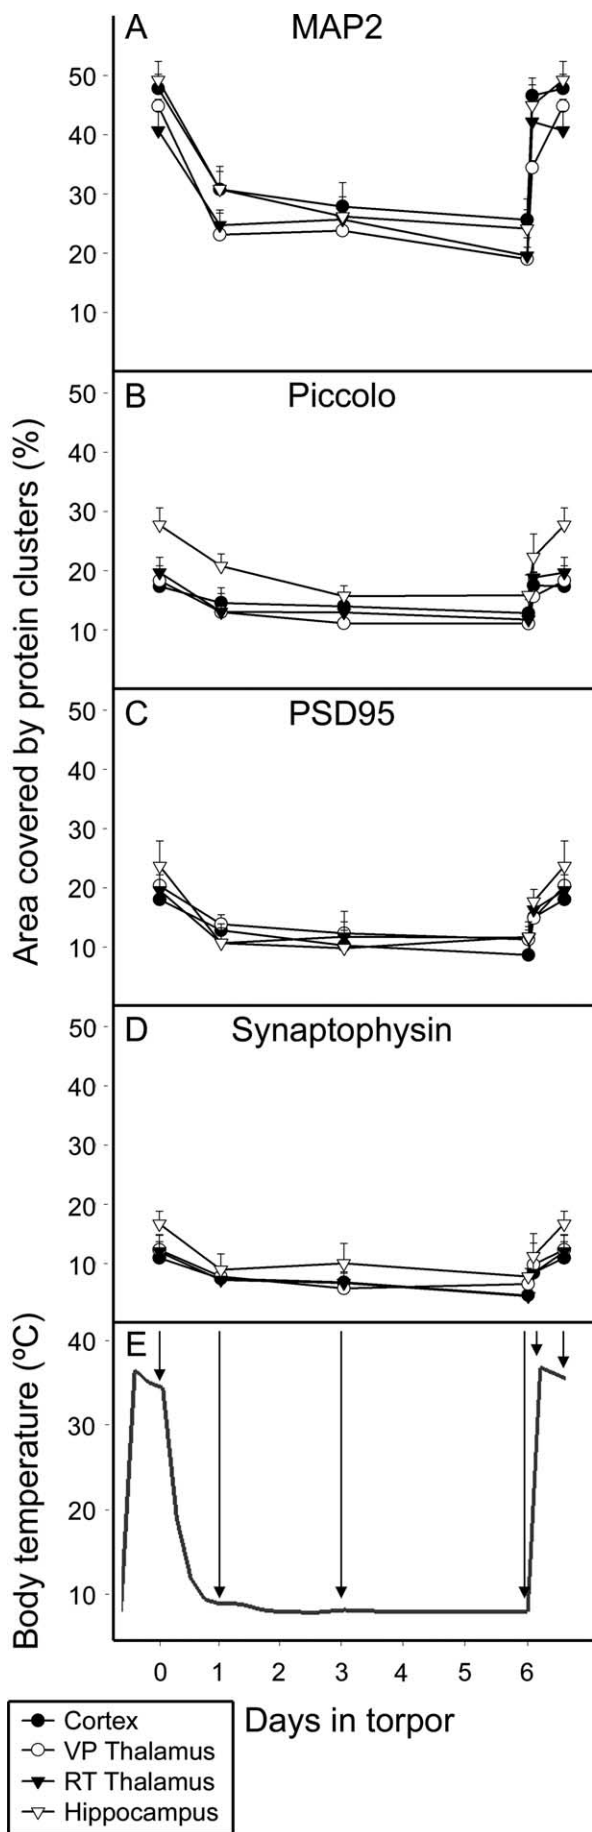 A MAP2
50
40
30
20
10
B Piccolo
50
40
30
20
10
C PSD95
50
40
30
20
10
D Synaptophysin
50
40
30
20
10
Area covered by protein clusters (%)
E
40
30
20
10
Body temperature (ºC)
0 1 2 3 4 5 6
Days in torpor
Cortex
VP Thalamus
RT Thalamus
Hippocampus